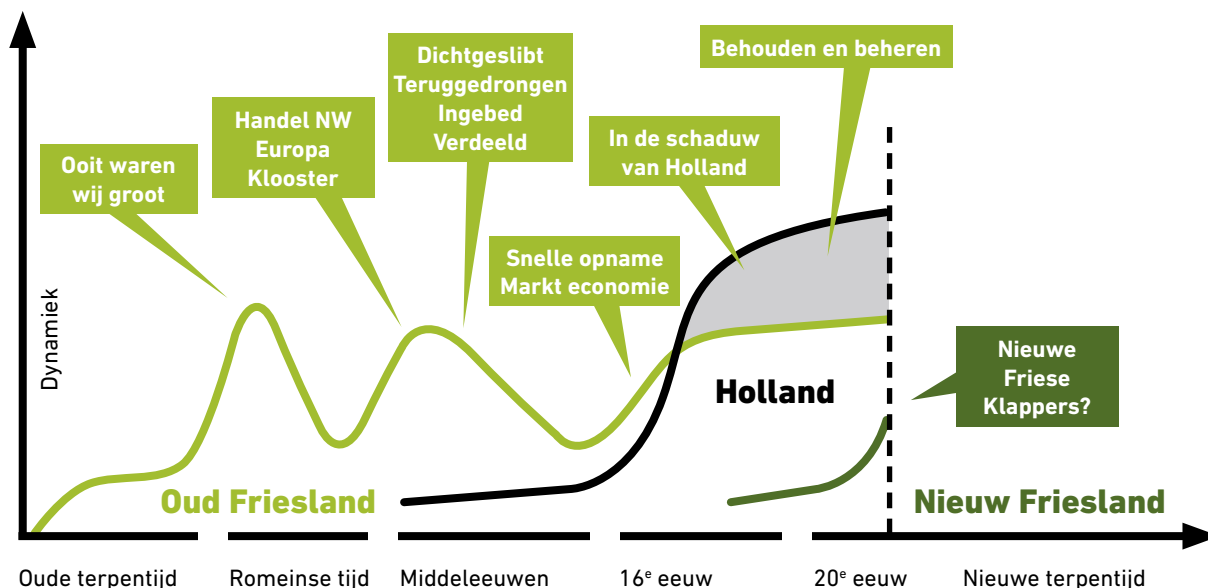 Behouden en beheren
Dichtgeslibt
Teruggedrongen
Ingebed
Verdeeld
Handel NW
Europa
Klooster
In de schaduw
van Holland
Ooit waren
wij groot
Snelle opname
Markt economie
Dynamiek
Nieuwe
Friese
Klappers?
Holland
Oud Friesland
Nieuw Friesland
Oude terpentijd
Romeinse tijd
Middeleeuwen
16e eeuw
20e eeuw
Nieuwe terpentijd